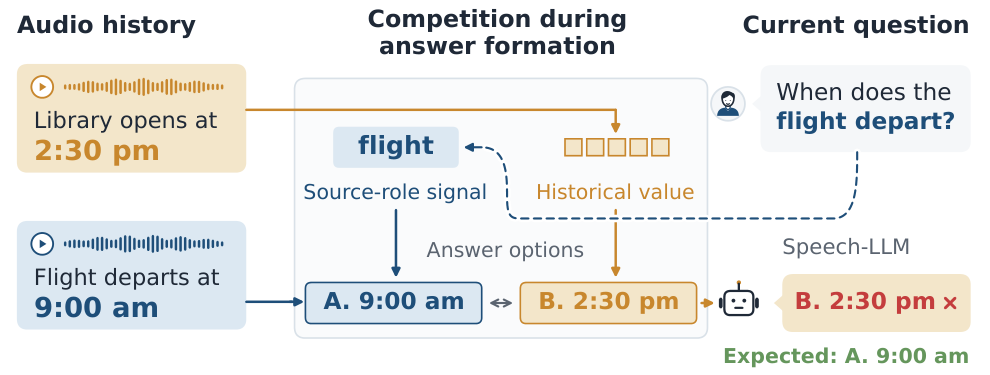 Audio history
Competition during
answer formation
Current question
Library opens at
2:30 pm
flight
When does the
flight depart?
Source-role signal
Historical value
Flight departs at
9:00 am
Answer options
Speech-LLM
A. 9:00 am
B. 2:30 pm
B. 2:30 pm ×
Expected: A. 9:00 am